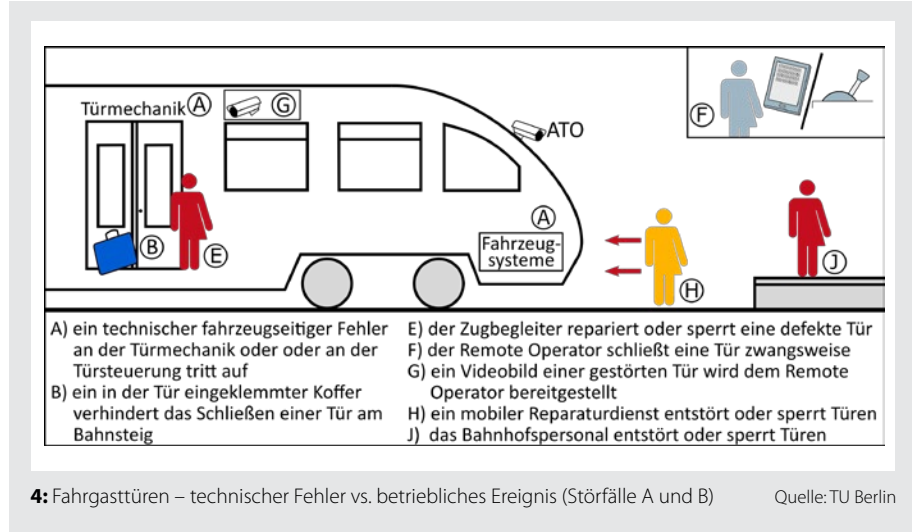 Türmechanik A
G
ATO
F
A
Fahrzeug-
systeme
B
E
H
J
A) ein technischer fahrzeugseitiger Fehler
an der Türmechanik oder oder an der
Türsteuerung tritt auf
B) ein in der Tür eingeklemmter Koffer
verhindert das Schließen einer Tür am
Bahnsteig
E) der Zugbegleiter repariert oder sperrt eine defekte Tür
F) der Remote Operator schließt eine Tür zwangsweise
G) ein Videobild einer gestörten Tür wird dem Remote
Operator bereitgestellt
H) ein mobiler Reparaturdienst entstört oder sperrt Türen
J) das Bahnhofspersonal entstört oder sperrt Türen
4: Fahrgasttüren – technischer Fehler vs. betriebliches Ereignis (Störfälle A und B) Quelle: TU Berlin